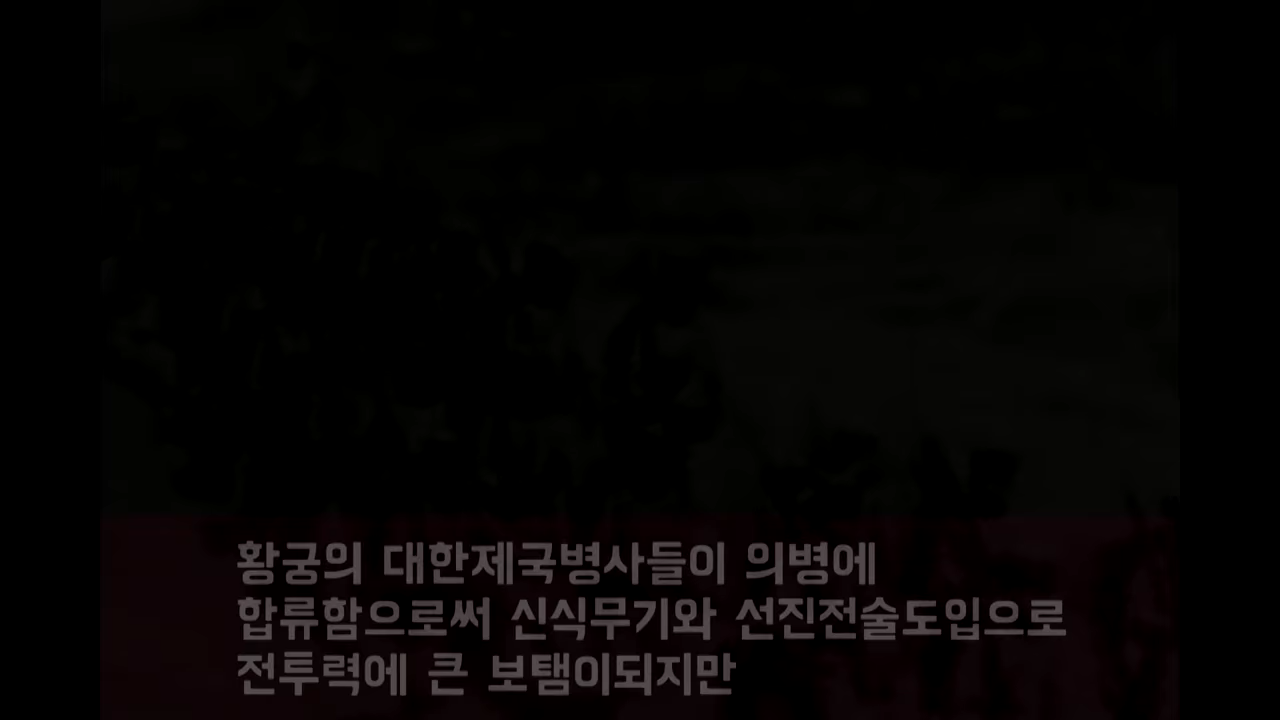 황궁의 대한제국병사들이 의병에
합류함으로써 신식무기와 선진전술도입으로
전투력에 큰 보탬이되지만